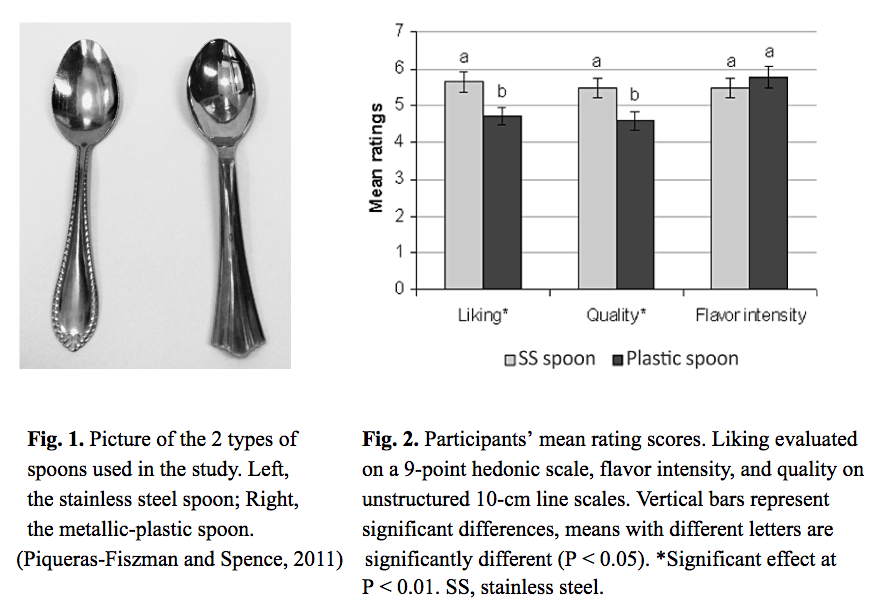 7
6
5
4
3
2
1
0
Mean ratings
a
b
a
b
a
a
Liking*
Quality*
Flavor intensity
SS spoon
Plastic spoon
Fig. 1. Picture of the 2 types of
spoons used in the study. Left,
the stainless steel spoon; Right,
the metallic-plastic spoon.
(Piqueras-Fiszman and Spence, 2011)
Fig. 2. Participants’ mean rating scores. Liking evaluated
on a 9-point hedonic scale, flavor intensity, and quality on
unstructured 10-cm line scales. Vertical bars represent
significant differences, means with different letters are
significantly different (P < 0.05). *Significant effect at
P < 0.01. SS, stainless steel.